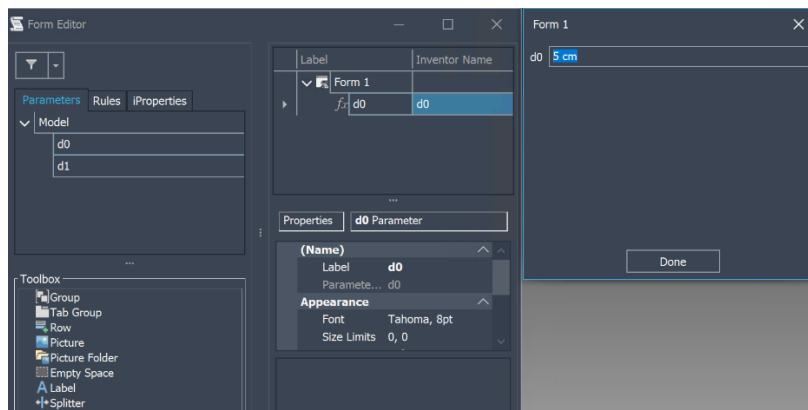 Form Editor
Parameters Rules iProperties
Model
d0
d1
Toolbox
Group
Tab Group
Row
Picture
Picture Folder
Empty Space
A Label
Splitter
Label Inventor Name
Form 1
fx d0 d0
...
Properties d0 Parameter
(Name)
Label d0
Paramete... d0
Appearance
Font Tahoma, 8pt
Size Limits 0, 0
Form 1
d0 5 cm
Done